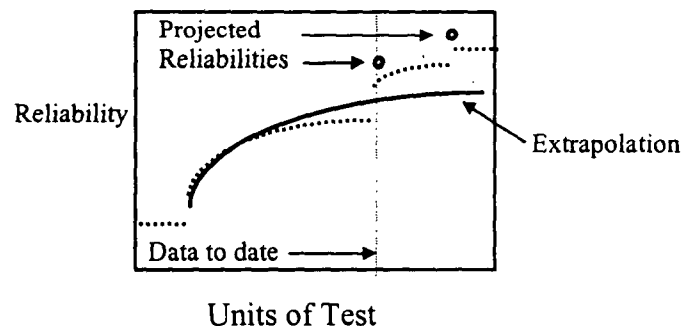 Projected
Reliabilities
Reliability
Extrapolation
Data to date
Units of Test